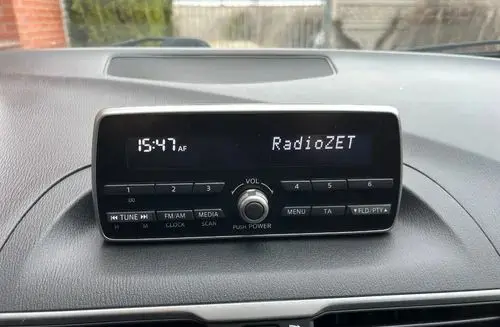 15:47 AF RadioZET
VOL
1 2 3 4 5 6
00
⏮ TUNE ⏭ FM/AM MEDIA MENU TA ▼FLD/PTY▲
H M CLOCK SCAN PUSH POWER